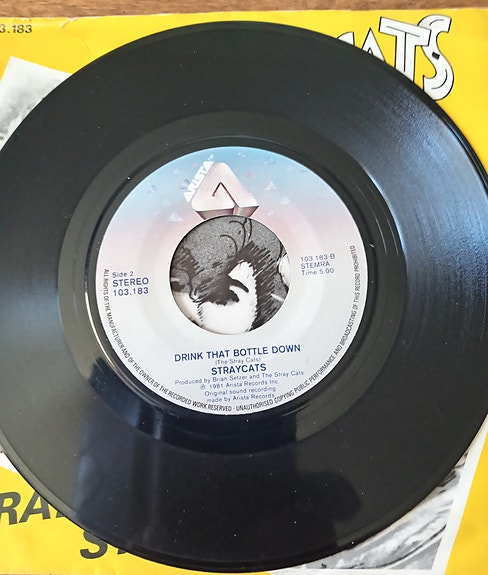 3.183
CATS
ARISTA™
Side 2
STEREO
103.183
103.183-B
STEMRA
Time 5.00
DRINK THAT BOTTLE DOWN
(The Stray Cats)
STRAYCATS
Produced by Brian Setzer and The Stray Cats
℗ 1981 Arista Records Inc.
Original sound recording
made by Arista Records
ALL RIGHTS OF THE MANUFACTURER AND OF THE OWNER OF THE RECORDED WORK RESERVED · UNAUTHORISED COPYING PUBLIC PERFORMANCE AND BROADCASTING OF THIS RECORD PROHIBITED
RA
S